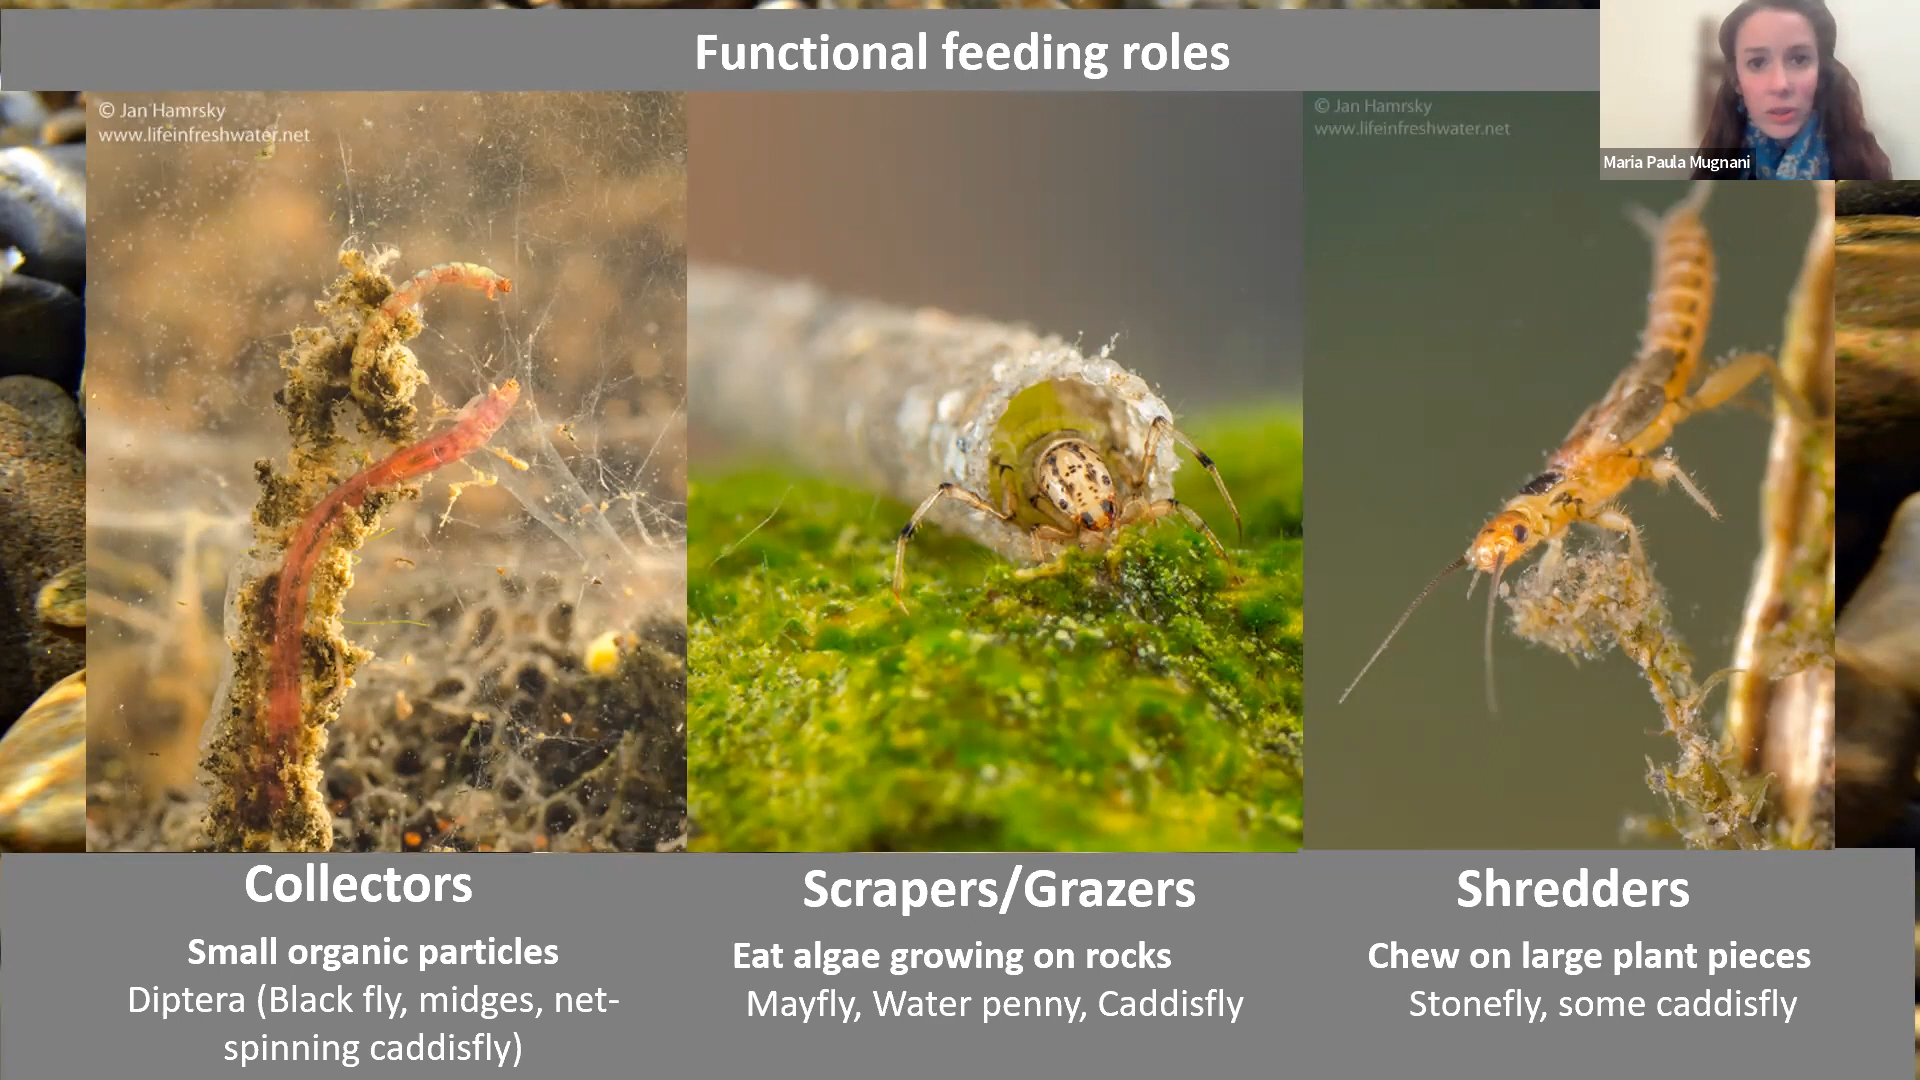 Functional feeding roles
© Jan Hamrsky
www.lifeinfreshwater.net
© Jan Hamrsky
www.lifeinfreshwater.net
Maria Paula Mugnani
Collectors
Small organic particles
Diptera (Black fly, midges, net-
spinning caddisfly)
Scrapers/Grazers
Eat algae growing on rocks
Mayfly, Water penny, Caddisfly
Shredders
Chew on large plant pieces
Stonefly, some caddisfly